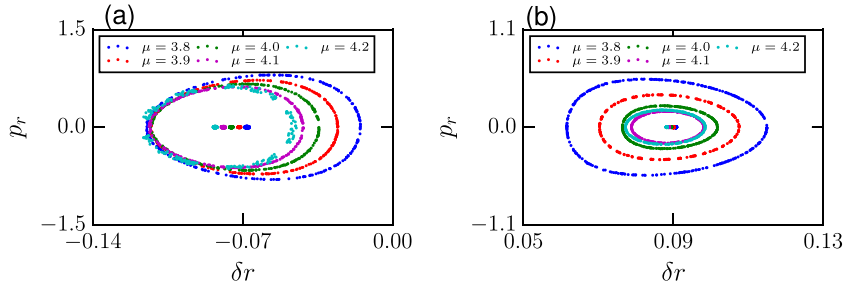 (a)
1.5
μ = 3.8 μ = 4.0 μ = 4.2
μ = 3.9 μ = 4.1
p_r
0.0
−1.5
−0.14 −0.07 0.00
δr
(b)
1.1
μ = 3.8 μ = 4.0 μ = 4.2
μ = 3.9 μ = 4.1
p_r
0.0
−1.1
0.05 0.09 0.13
δr